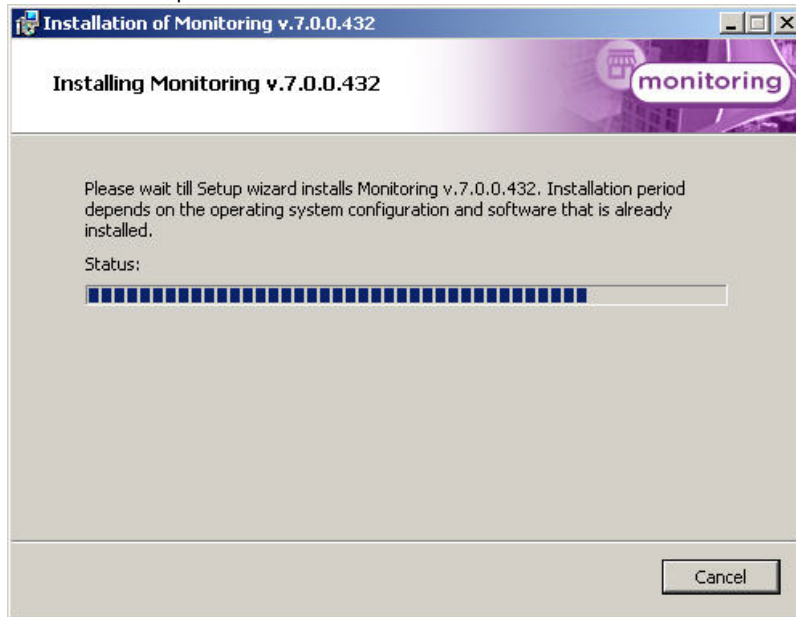 Installation of Monitoring v.7.0.0.432
Installing Monitoring v.7.0.0.432
monitoring
Please wait till Setup wizard installs Monitoring v.7.0.0.432. Installation period
depends on the operating system configuration and software that is already
installed.
Status:
Cancel